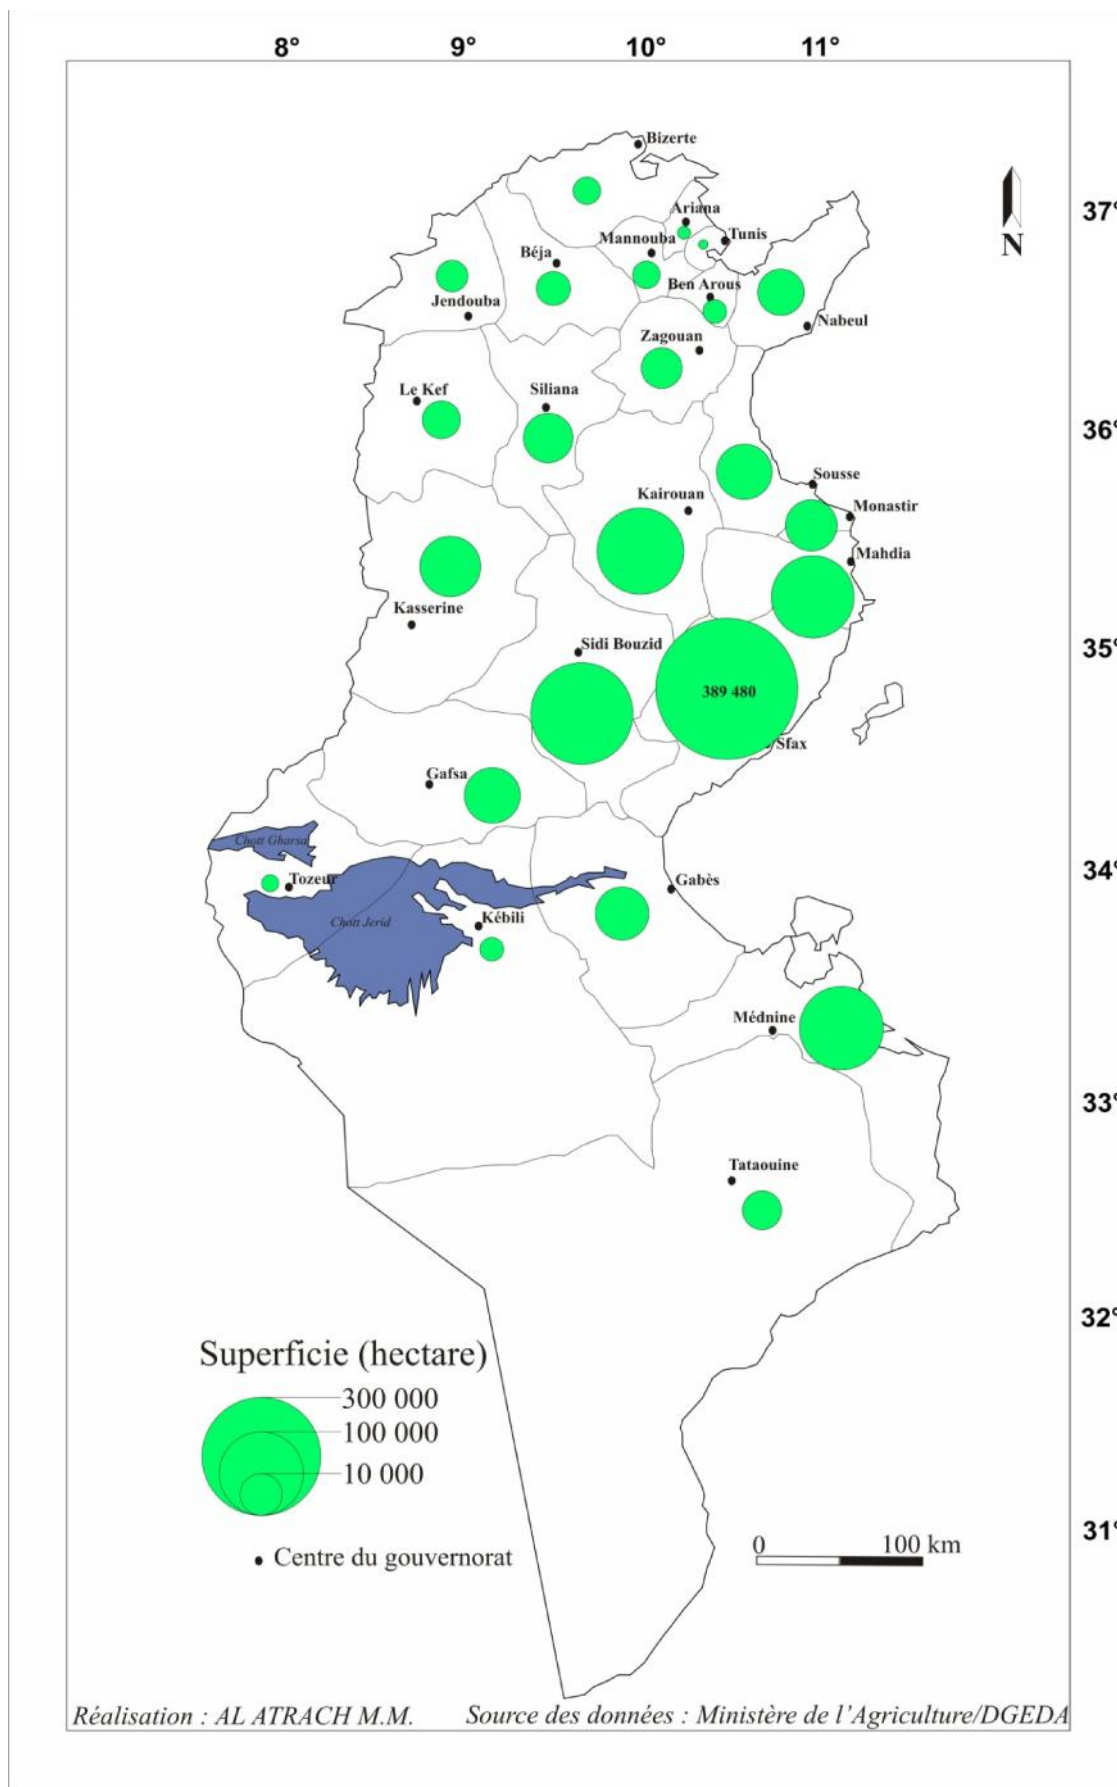 8° 9° 10° 11°
Bizerte
37°
Ariana
Tunis
Mannouba
Béja
Ben Arous
Jendouba
Nabeul
Zagouan
Le Kef
Siliana
36°
Sousse
Kairouan
Monastir
Mahdia
Kasserine
35°
Sidi Bouzid
389 480
Sfax
Gafsa
Chott Gharsa
34°
Tozeur
Gabès
Kébili
Chott Jerid
Médnine
33°
Tataouine
32°
Superficie (hectare)
300 000
100 000
10 000
31°
Centre du gouvernorat
0 100 km
Réalisation : AL ATRACH M.M. Source des données : Ministère de l'Agriculture/DGEDA
N